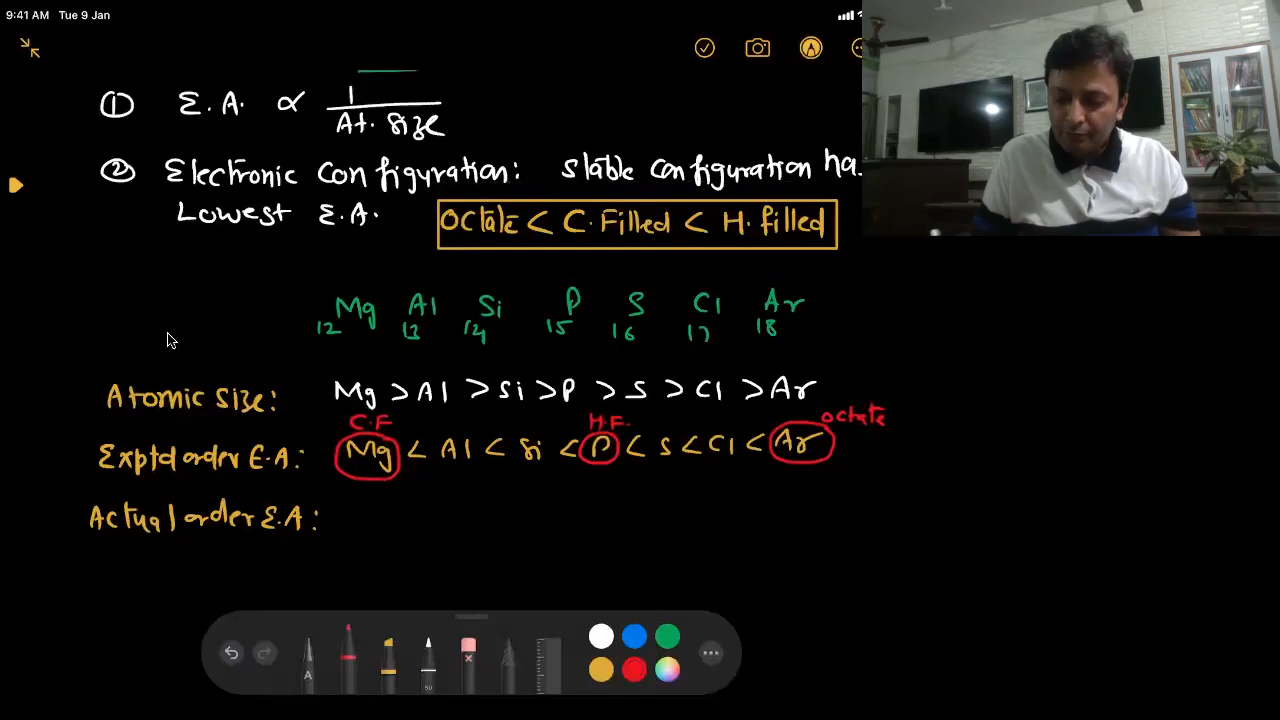 9:41 AM Tue 9 Jan
① E.A. ∝ 1/At. Size
② Electronic Configuration: stable configuration ha
Lowest E.A.
Octate < C.Filled < H.filled
Mg Al Si P S Cl Ar
12 13 14 15 16 17 18
Atomic Size: Mg > Al > Si > P > S > Cl > Ar
C.F H.F. Octate
Exptd order E.A: Mg < Al < Si < P < S < Cl < Ar
Actual order E.A:
A
50